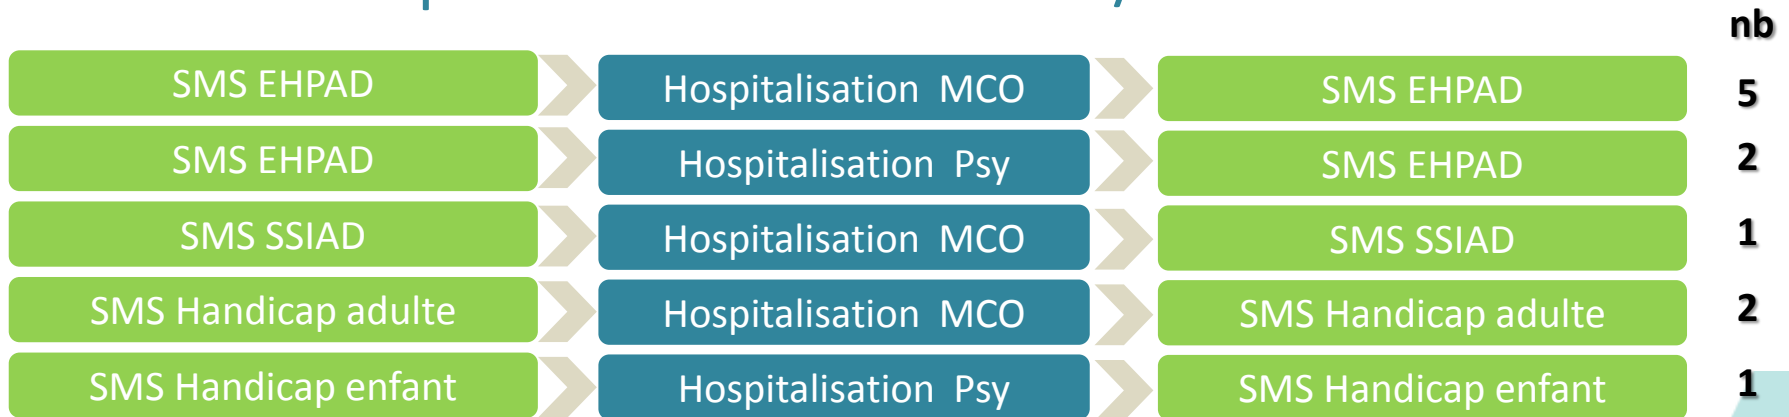 nb
SMS EHPAD Hospitalisation MCO SMS EHPAD 5
SMS EHPAD Hospitalisation Psy SMS EHPAD 2
SMS SSIAD Hospitalisation MCO SMS SSIAD 1
SMS Handicap adulte Hospitalisation MCO SMS Handicap adulte 2
SMS Handicap enfant Hospitalisation Psy SMS Handicap enfant 1